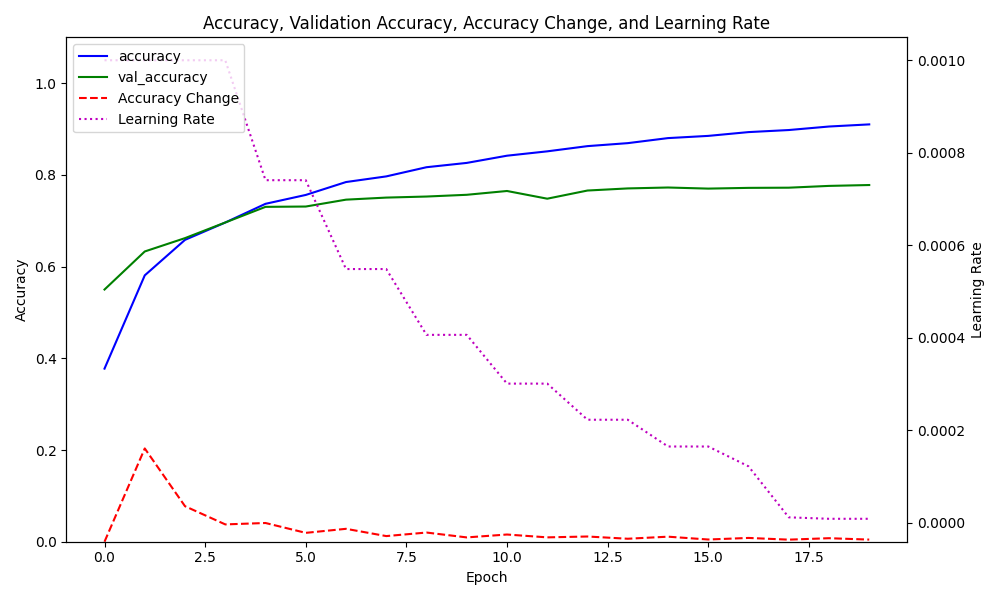 Accuracy, Validation Accuracy, Accuracy Change, and Learning Rate
accuracy
val_accuracy
Accuracy Change
Learning Rate
1.0
0.8
0.6
0.4
0.2
0.0
Accuracy
0.0010
0.0008
0.0006
0.0004
0.0002
0.0000
Learning Rate
0.0 2.5 5.0 7.5 10.0 12.5 15.0 17.5
Epoch